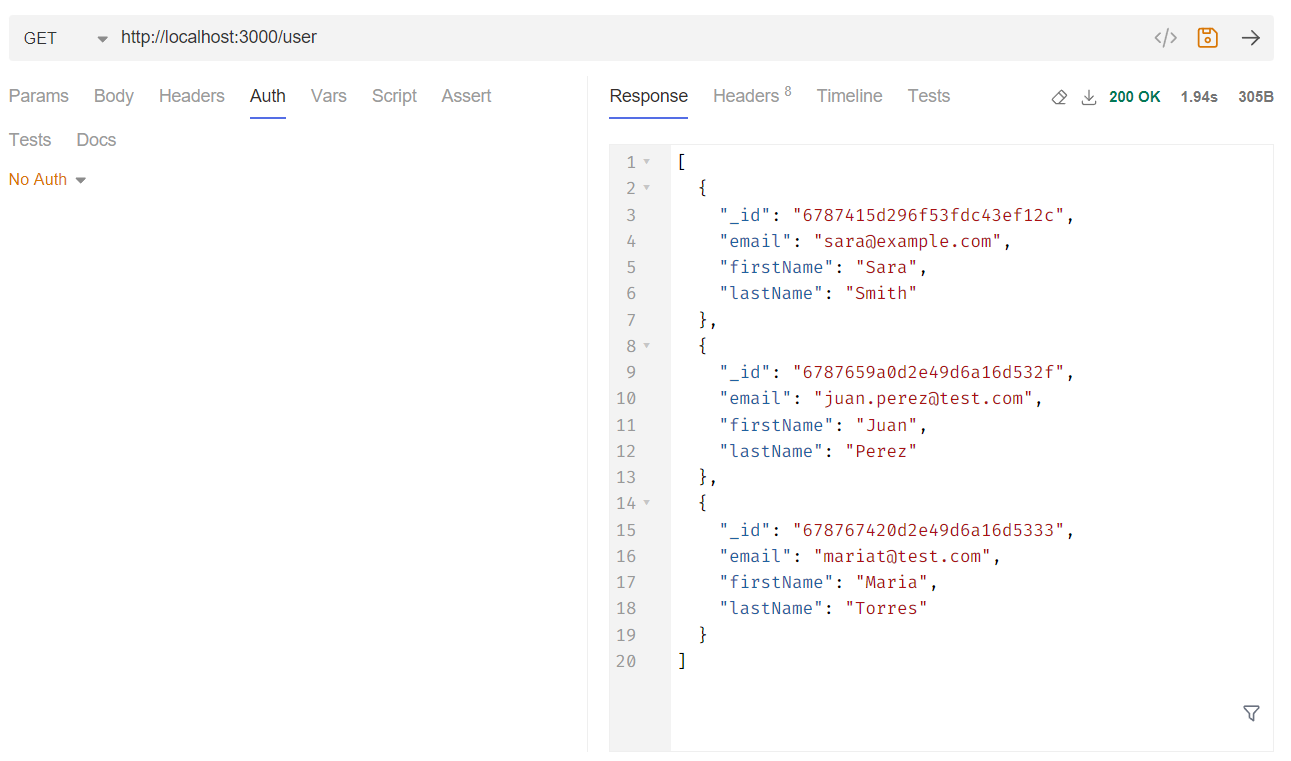 GET http://localhost:3000/user </>
Params Body Headers Auth Vars Script Assert
Tests Docs
No Auth
Response Headers 8 Timeline Tests 200 OK 1.94s 305B
1 [
2 {
3 "_id": "6787415d296f53fdc43ef12c",
4 "email": "sara@example.com",
5 "firstName": "Sara",
6 "lastName": "Smith"
7 },
8 {
9 "_id": "6787659a0d2e49d6a16d532f",
10 "email": "juan.perez@test.com",
11 "firstName": "Juan",
12 "lastName": "Perez"
13 },
14 {
15 "_id": "678767420d2e49d6a16d5333",
16 "email": "mariat@test.com",
17 "firstName": "Maria",
18 "lastName": "Torres"
19 }
20 ]